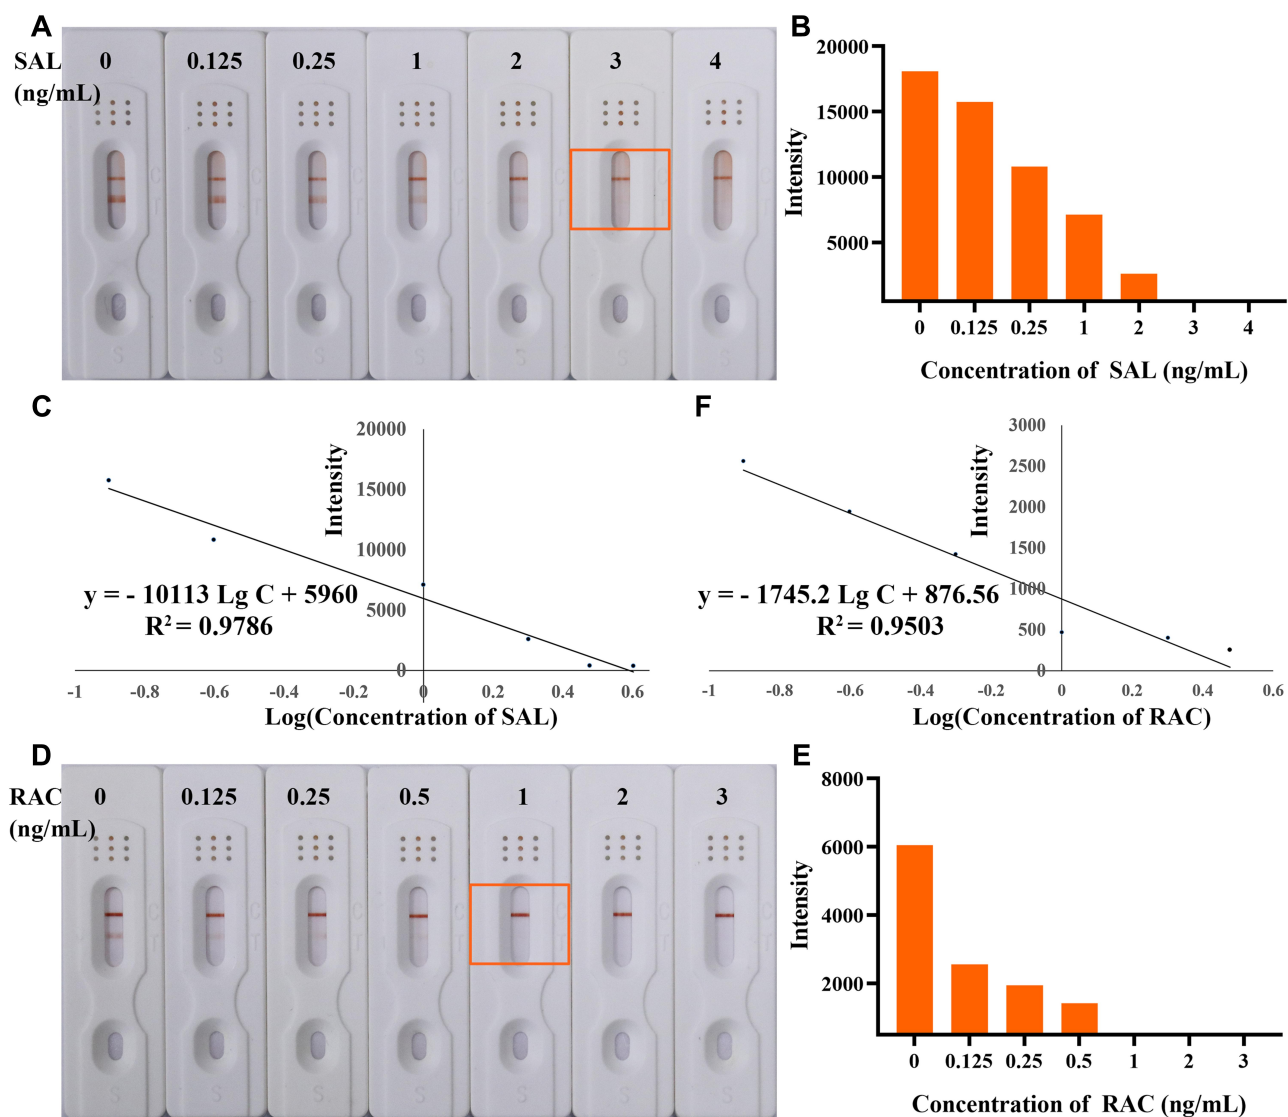 A
SAL
(ng/mL)
0 0.125 0.25 1 2 3 4
C
T
C
T
C
T
C
T
C
T
C
T
C
T
S S S S S S S
B
20000
15000
10000
5000
Intensity
0 0.125 0.25 1 2 3 4
Concentration of SAL (ng/mL)
C
20000
15000
10000
5000
0
Intensity
y = - 10113 Lg C + 5960
R² = 0.9786
-1 -0.8 -0.6 -0.4 -0.2 0 0.2 0.4 0.6
Log(Concentration of SAL)
F
3000
2500
2000
1500
1000
500
0
Intensity
y = - 1745.2 Lg C + 876.56
R² = 0.9503
-1 -0.8 -0.6 -0.4 -0.2 0 0.2 0.4 0.6
Log(Concentration of RAC)
D
RAC
(ng/mL)
0 0.125 0.25 0.5 1 2 3
C
T
C
T
C
T
C
T
C
T
C
T
C
T
S S S S S S S
E
8000
6000
4000
2000
Intensity
0 0.125 0.25 0.5 1 2 3
Concentration of RAC (ng/mL)